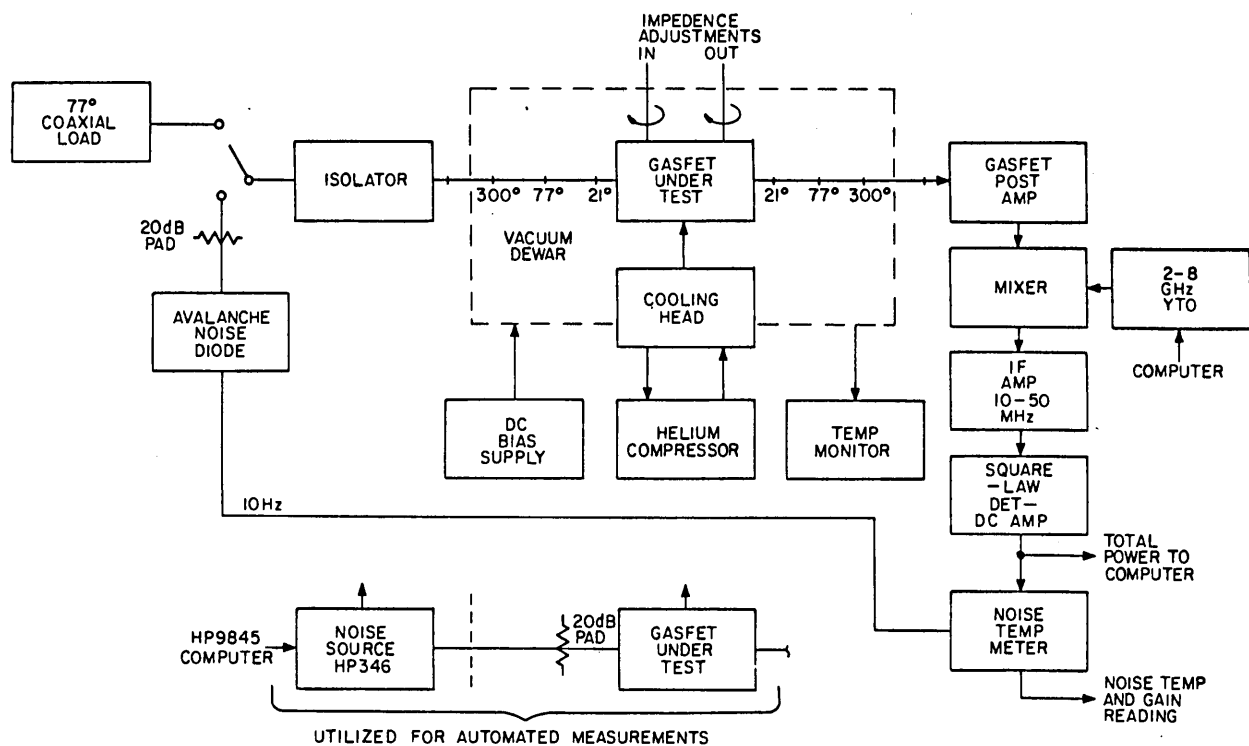 IMPEDENCE
ADJUSTMENTS
IN OUT
77°
COAXIAL
LOAD
ISOLATOR
300° 77° 21°
GASFET
UNDER
TEST
21° 77° 300°
GASFET
POST
AMP
20dB
PAD
VACUUM
DEWAR
COOLING
HEAD
MIXER
2-8
GHz
YTO
COMPUTER
AVALANCHE
NOISE
DIODE
IF
AMP
10-50
MHz
DC
BIAS
SUPPLY
HELIUM
COMPRESSOR
TEMP
MONITOR
SQUARE
-LAW
DET-
DC AMP
10Hz
TOTAL
POWER TO
COMPUTER
NOISE
TEMP
METER
NOISE TEMP
AND GAIN
READING
HP9845
COMPUTER
NOISE
SOURCE
HP346
20dB
PAD
GASFET
UNDER
TEST
UTILIZED FOR AUTOMATED MEASUREMENTS